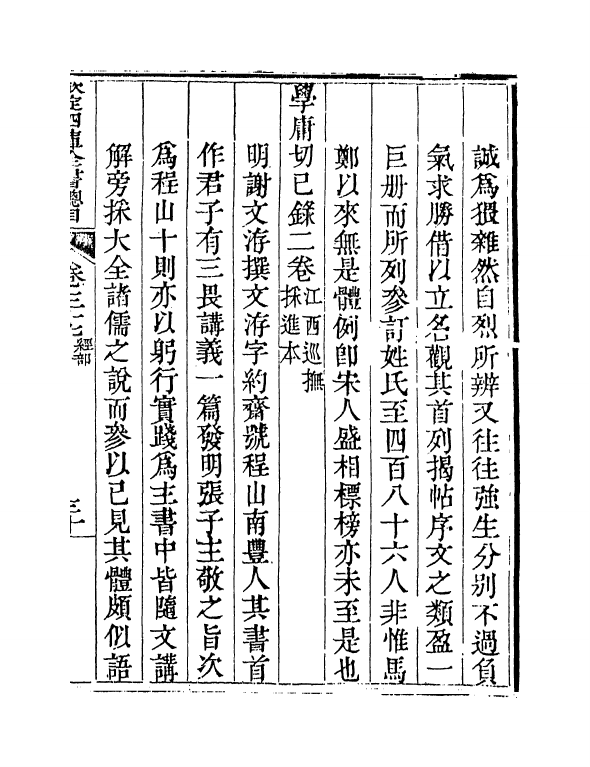 誠爲猥雜然自烈所辨又往往強生分别不過負
氣求勝借以立名觀其首列揭帖序文之類盈一
巨册而所列參訂姓氏至四百八十六人非惟馬
鄭以來無是體例卽宋人盛相標榜亦未至是也
學庸切己錄二卷江西巡撫
採進本
明謝文洊撰文洊字約齋號程山南豐人其書首
作君子有三畏講義一篇發明張子主敬之旨次
爲程山十則亦以躬行實踐爲主書中皆隨文講
解旁採大全諸儒之說而參以己見其體頗似語
欽定四庫全書總目
卷三十七 經部
三十